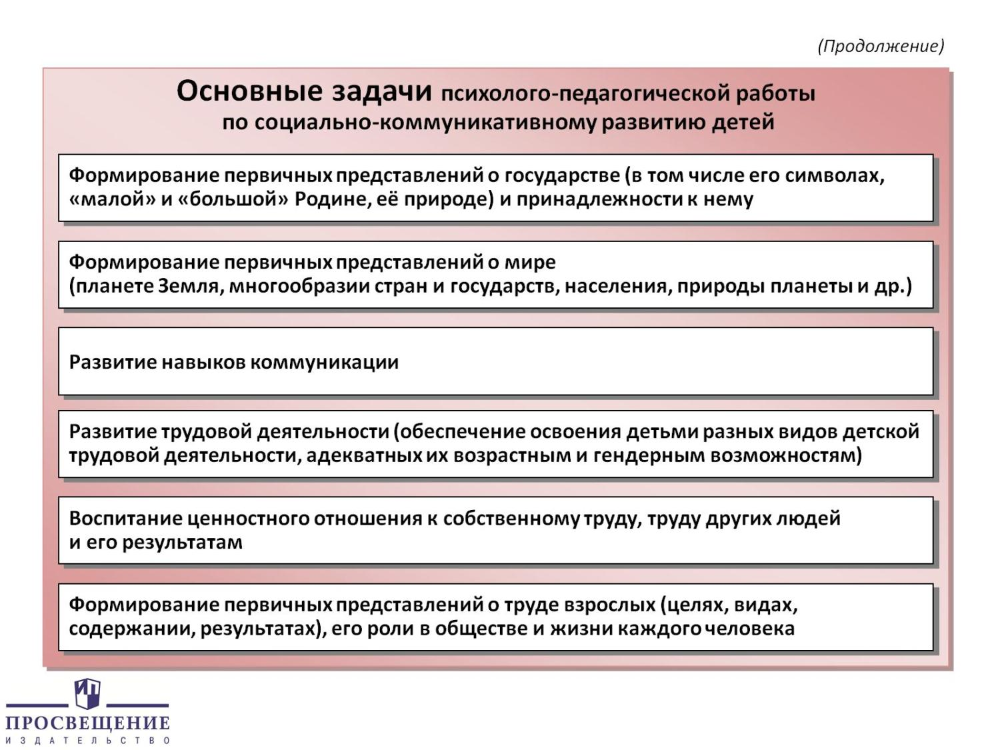 (Продолжение)
Основные задачи психолого-педагогической работы
по социально-коммуникативному развитию детей
Формирование первичных представлений о государстве (в том числе его символах,
«малой» и «большой» Родине, её природе) и принадлежности к нему
Формирование первичных представлений о мире
(планете Земля, многообразии стран и государств, населения, природы планеты и др.)
Развитие навыков коммуникации
Развитие трудовой деятельности (обеспечение освоения детьми разных видов детской
трудовой деятельности, адекватных их возрастным и гендерным возможностям)
Воспитание ценностного отношения к собственному труду, труду других людей
и его результатам
Формирование первичных представлений о труде взрослых (целях, видах,
содержании, результатах), его роли в обществе и жизни каждого человека
ИП
ПРОСВЕЩЕНИЕ
ИЗДАТЕЛЬСТВО